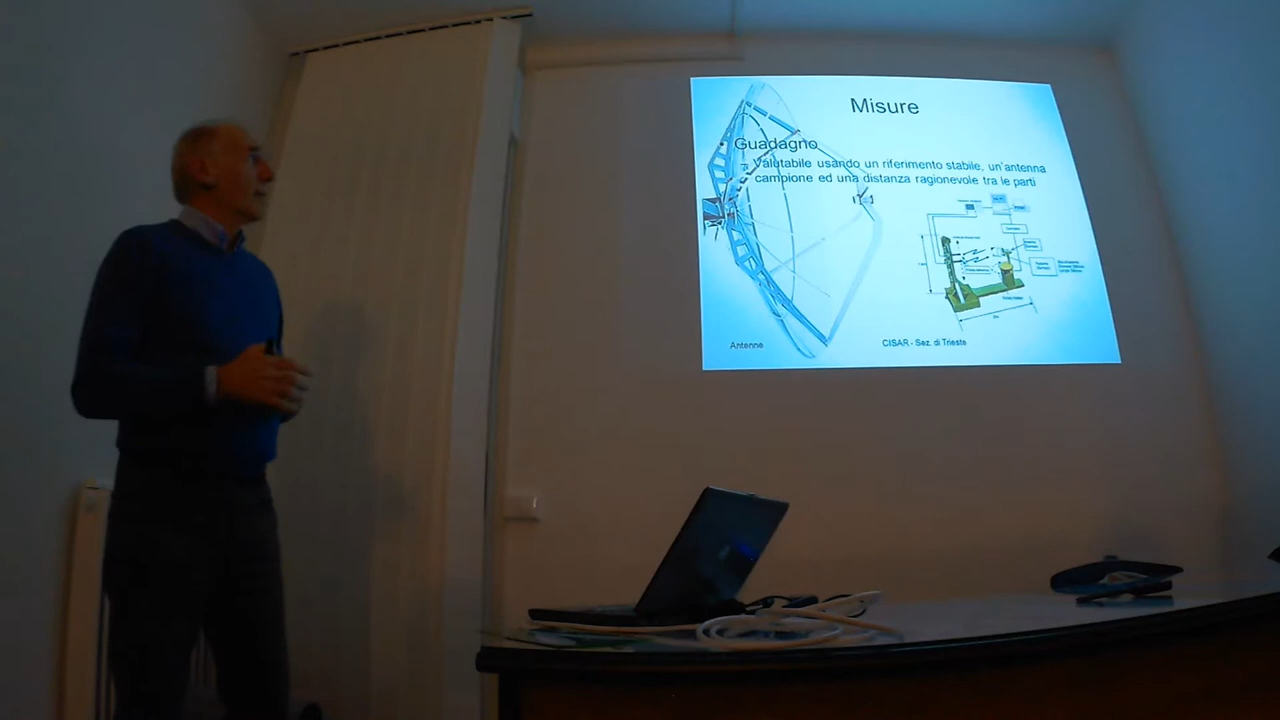 Misure
• Guadagno
– Valutabile usando un riferimento stabile, un'antenna
campione ed una distanza ragionevole tra le parti
Antenne
CISAR - Sez. di Trieste